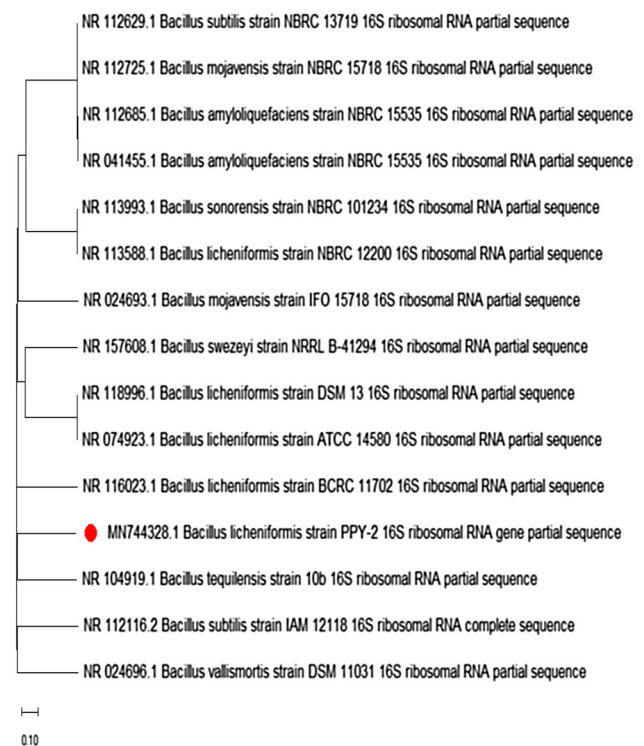 NR 112629.1 Bacillus subtilis strain NBRC 13719 16S ribosomal RNA partial sequence
NR 112725.1 Bacillus mojavensis strain NBRC 15718 16S ribosomal RNA partial sequence
NR 112685.1 Bacillus amyloliquefaciens strain NBRC 15535 16S ribosomal RNA partial sequence
NR 041455.1 Bacillus amyloliquefaciens strain NBRC 15535 16S ribosomal RNA partial sequence
NR 113993.1 Bacillus sonorensis strain NBRC 101234 16S ribosomal RNA partial sequence
NR 113588.1 Bacillus licheniformis strain NBRC 12200 16S ribosomal RNA partial sequence
NR 024693.1 Bacillus mojavensis strain IFO 15718 16S ribosomal RNA partial sequence
NR 157608.1 Bacillus swezeyi strain NRRL B-41294 16S ribosomal RNA partial sequence
NR 118996.1 Bacillus licheniformis strain DSM 13 16S ribosomal RNA partial sequence
NR 074923.1 Bacillus licheniformis strain ATCC 14580 16S ribosomal RNA partial sequence
NR 116023.1 Bacillus licheniformis strain BCRC 11702 16S ribosomal RNA partial sequence
MN744328.1 Bacillus licheniformis strain PPY-2 16S ribosomal RNA gene partial sequence
NR 104919.1 Bacillus tequilensis strain 10b 16S ribosomal RNA partial sequence
NR 112116.2 Bacillus subtilis strain IAM 12118 16S ribosomal RNA complete sequence
NR 024696.1 Bacillus vallismortis strain DSM 11031 16S ribosomal RNA partial sequence
0.10